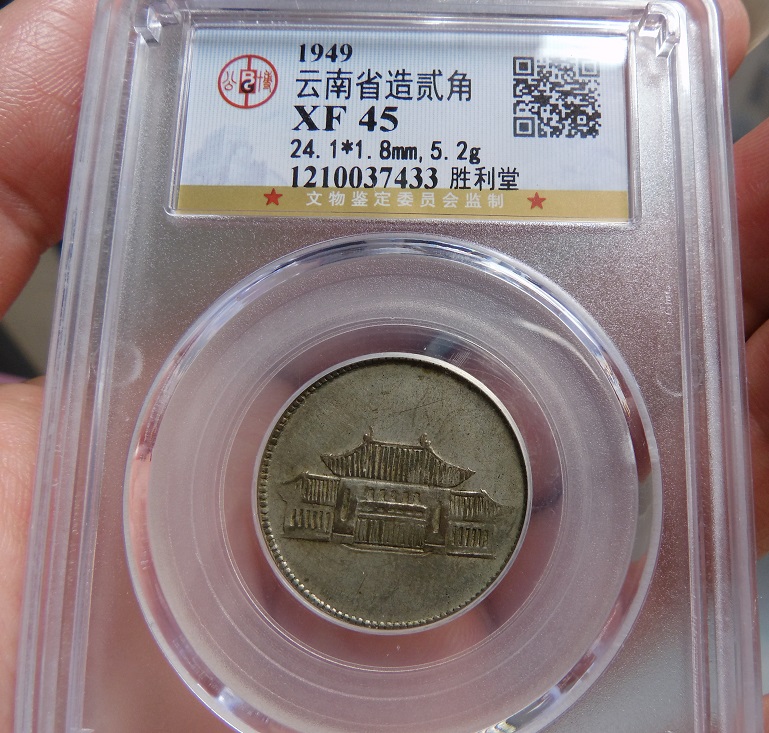 1949
云南省造贰角
XF 45
24.1*1.8mm,5.2g
1210037433 胜利堂
★ 文物鉴定委员会监制 ★